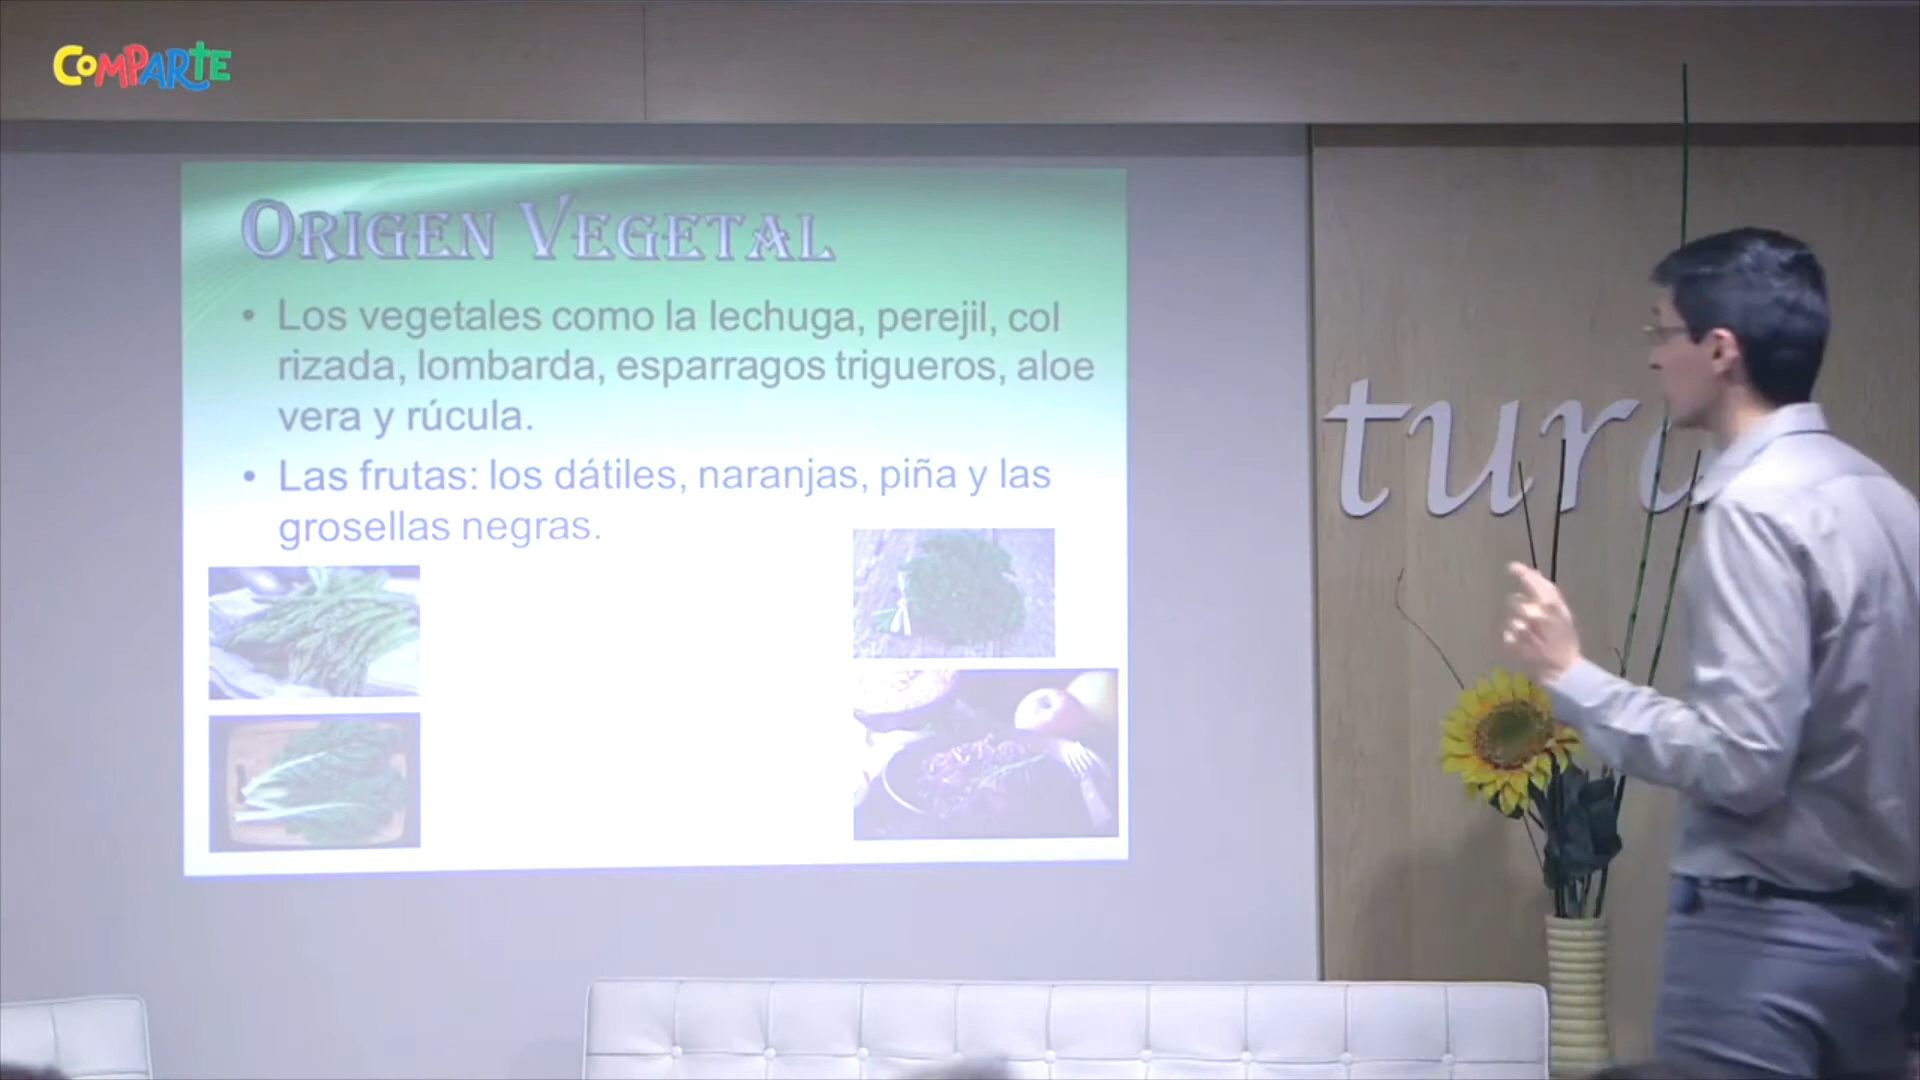 COMPARTE
ORIGEN VEGETAL
• Los vegetales como la lechuga, perejil, col
rizada, lombarda, esparragos trigueros, aloe
vera y rúcula.
• Las frutas: los dátiles, naranjas, piña y las
grosellas negras.
tura